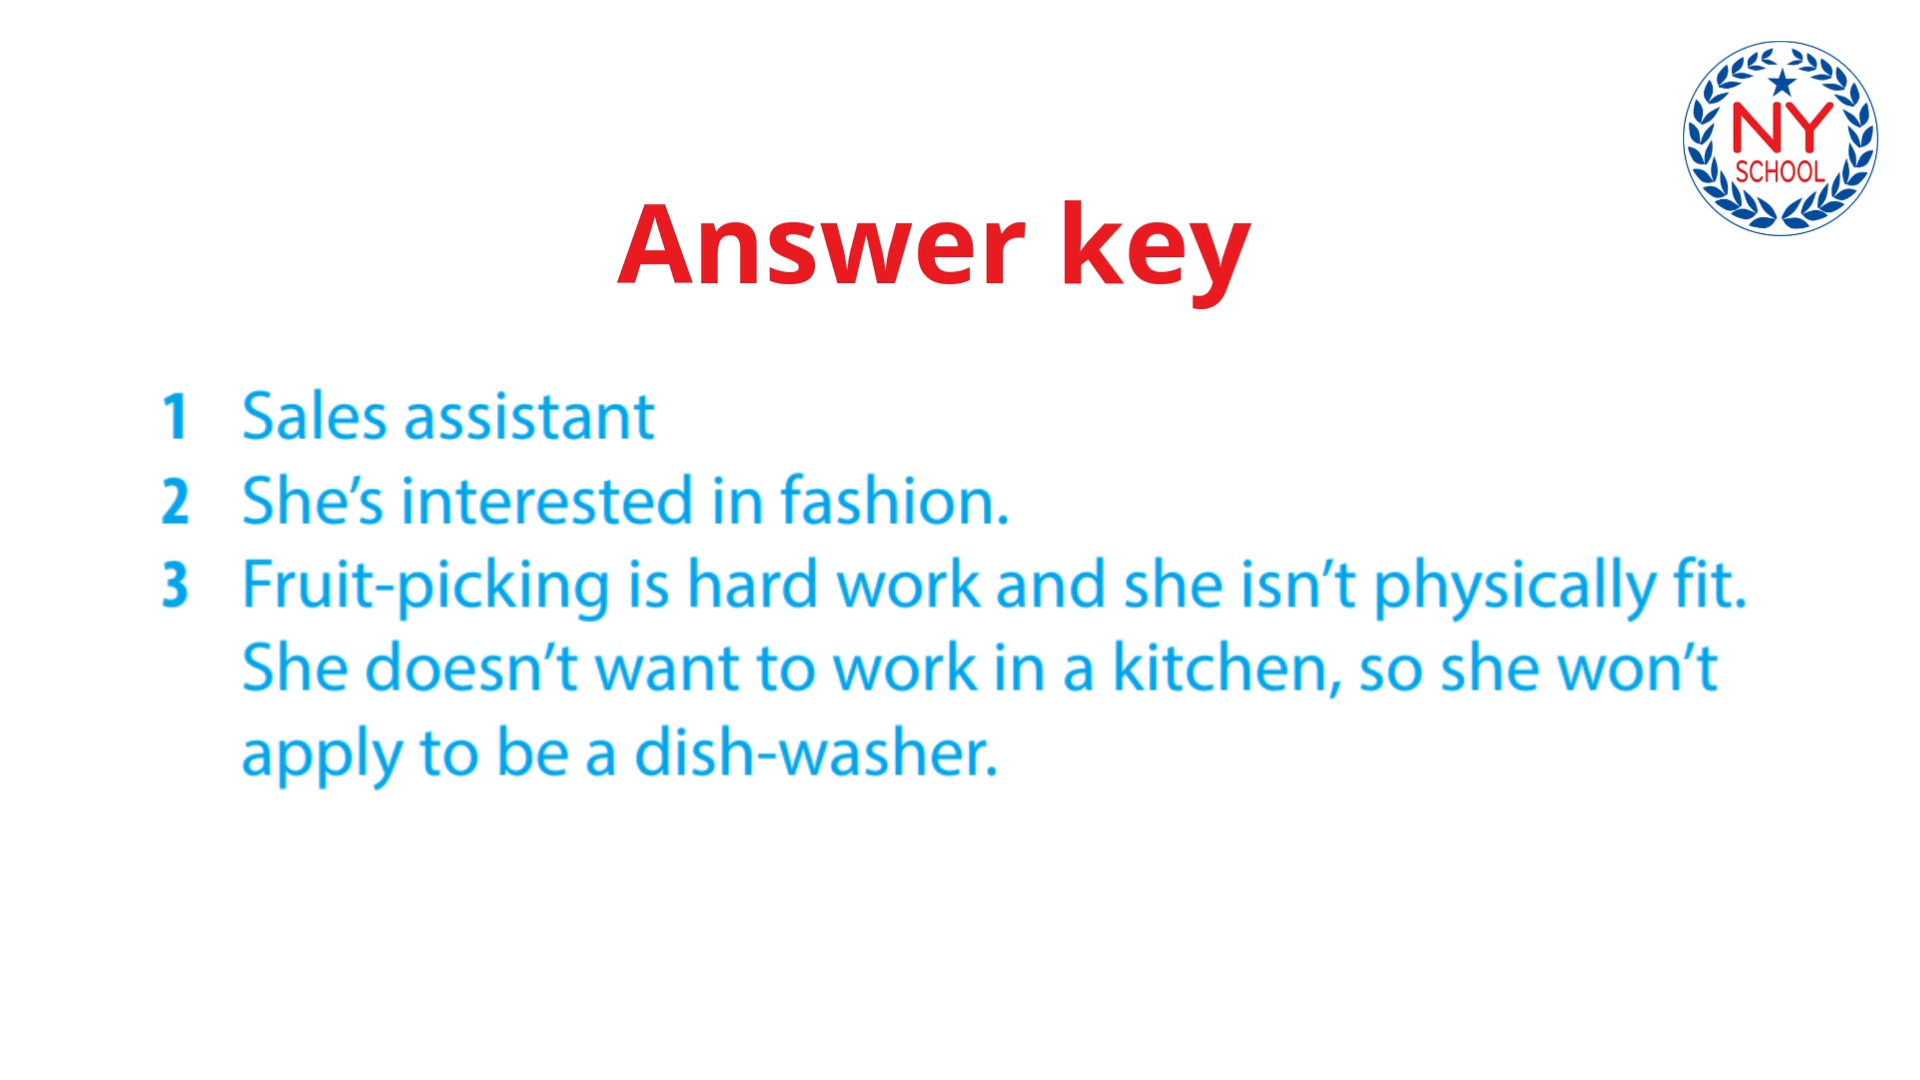 NY
SCHOOL
Answer key
1 Sales assistant
2 She’s interested in fashion.
3 Fruit-picking is hard work and she isn’t physically fit.
She doesn’t want to work in a kitchen, so she won’t
apply to be a dish-washer.